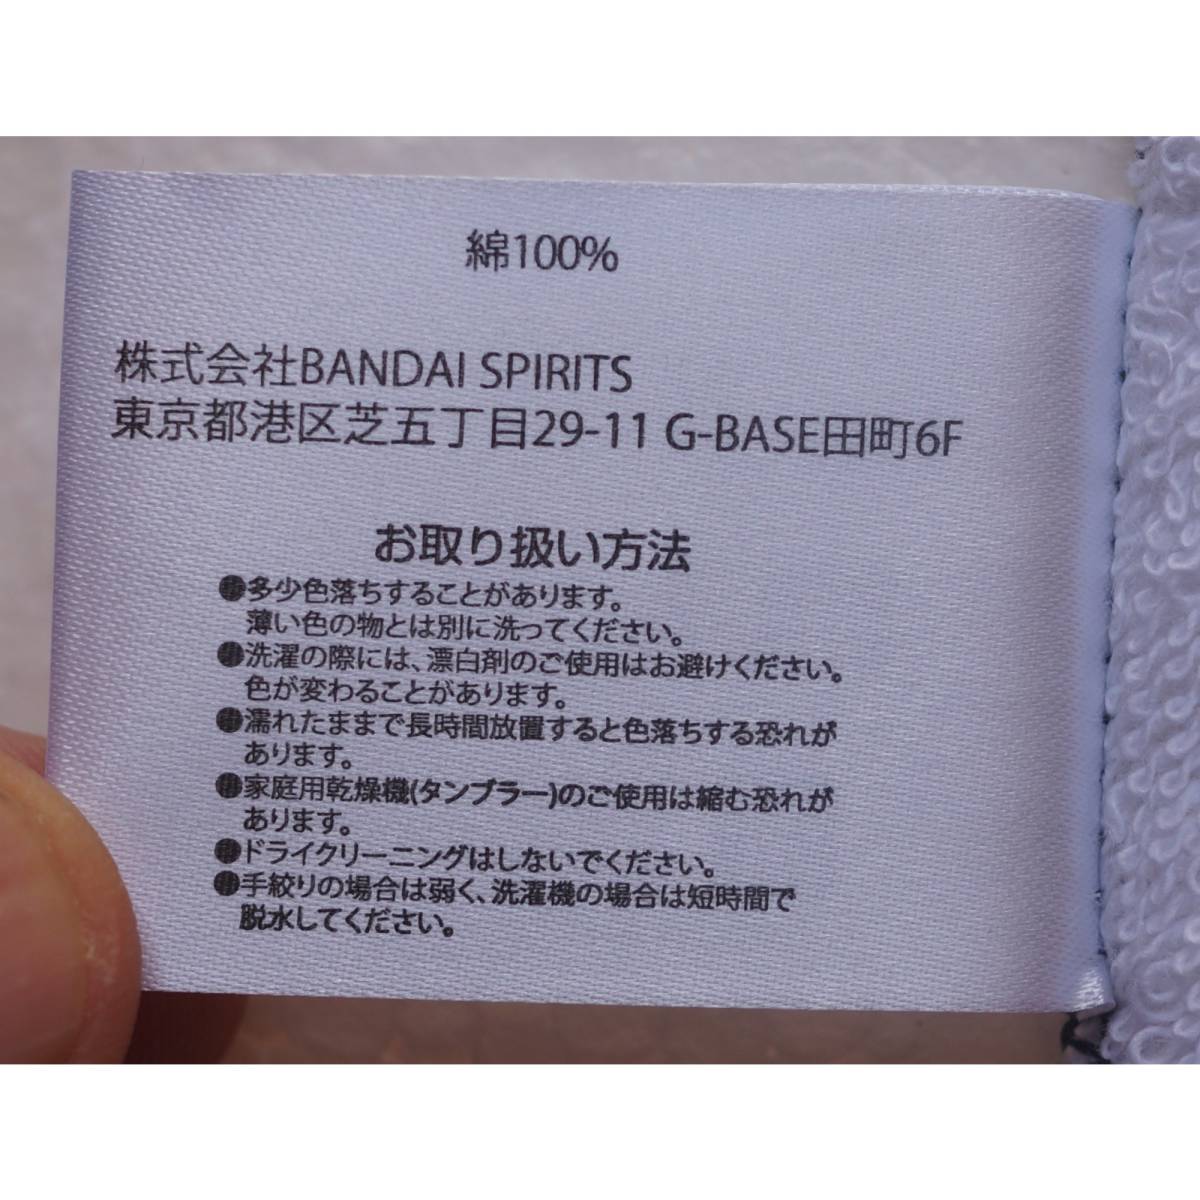 綿100%
株式会社BANDAI SPIRITS
東京都港区芝五丁目29-11 G-BASE田町6F
お取り扱い方法
●多少色落ちすることがあります。
薄い色の物とは別に洗ってください。
●洗濯の際には、漂白剤のご使用はお避けください。
色が変わることがあります。
●濡れたままで長時間放置すると色落ちする恐れが
あります。
●家庭用乾燥機(タンブラー)のご使用は縮む恐れが
あります。
●ドライクリーニングはしないでください。
●手絞りの場合は弱く、洗濯機の場合は短時間で
脱水してください。